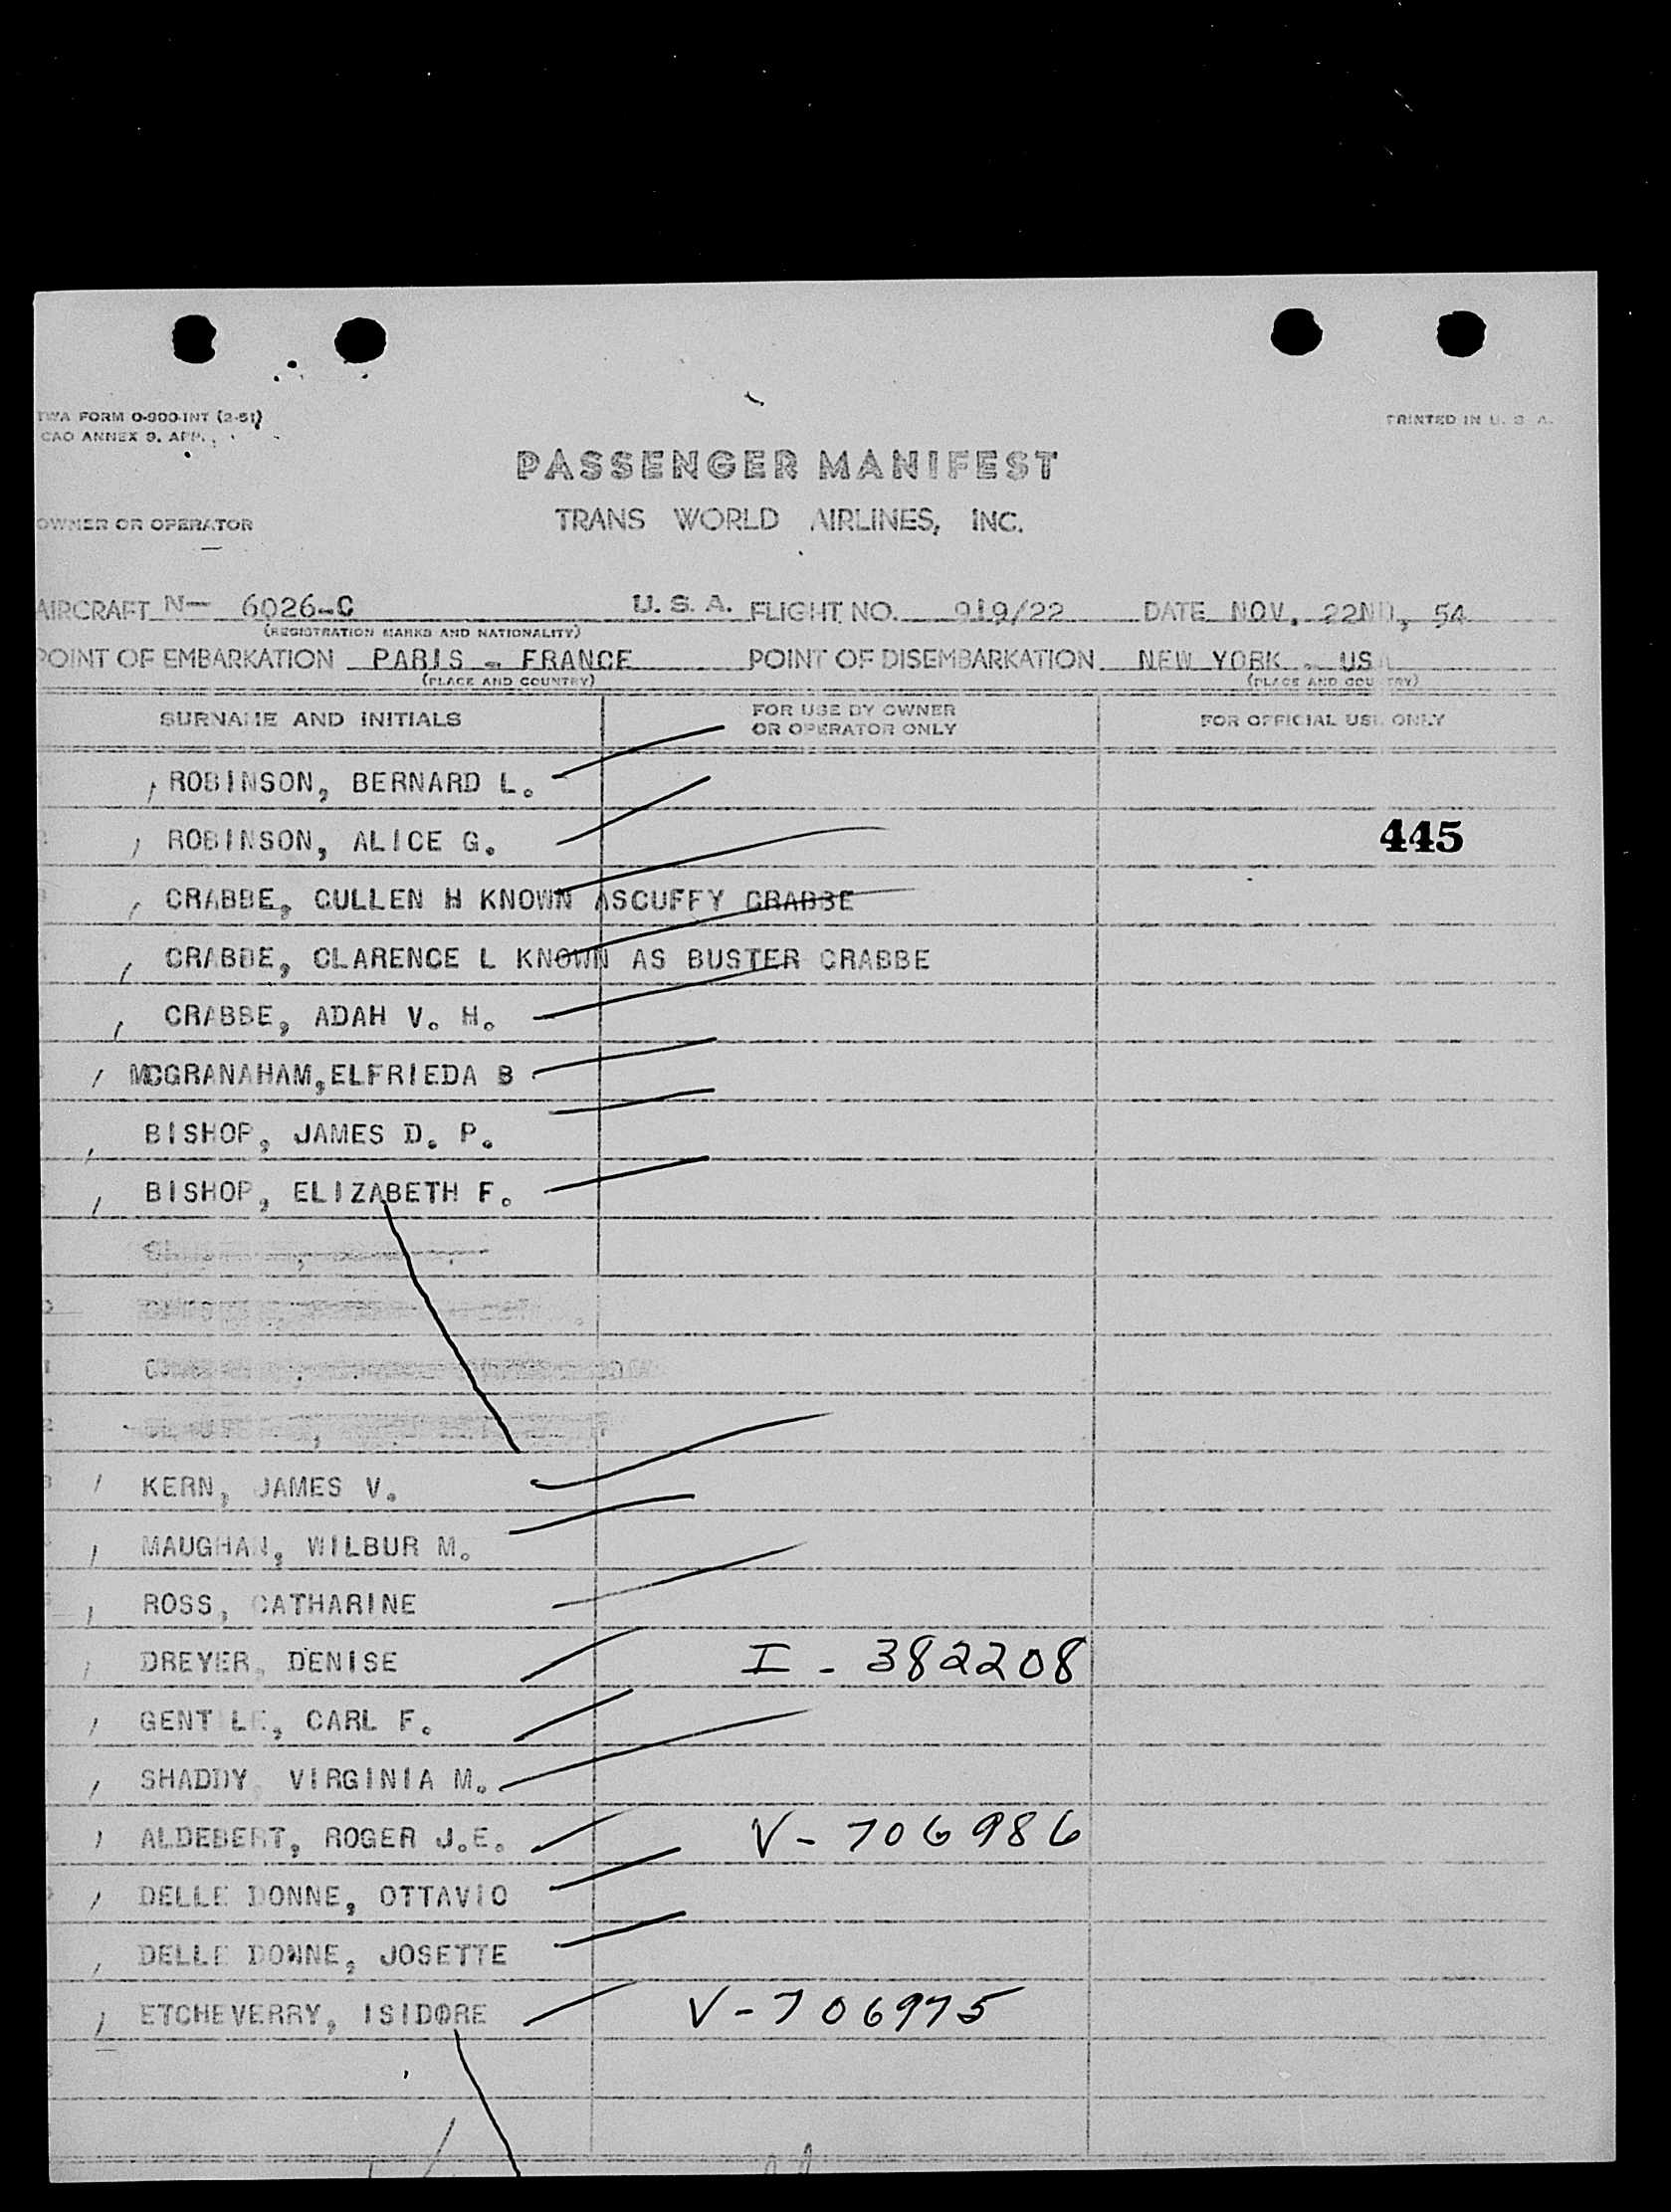 TWA FORM O-900-INT (2-51)
CAO ANNEX 9. APP.
PRINTED IN U. S. A.
PASSENGER MANIFEST
OWNER OR OPERATOR
TRANS WORLD AIRLINES, INC.
AIRCRAFT N- 6026-C U. S. A. FLIGHT NO. 919/22 DATE NOV. 22ND, 54
(REGISTRATION MARKS AND NATIONALITY)
POINT OF EMBARKATION PARIS - FRANCE POINT OF DISEMBARKATION NEW YORK - USA
(PLACE AND COUNTRY) (PLACE AND COUNTRY)
SURNAME AND INITIALS FOR USE BY OWNER OR OPERATOR ONLY FOR OFFICIAL USE ONLY
ROBINSON, BERNARD L.
ROBINSON, ALICE G. 445
CRABBE, CULLEN H KNOWN ASCUFFY CRABBE
CRABBE, CLARENCE L KNOWN AS BUSTER CRABBE
CRABBE, ADAH V. H.
MCGRANAHAM,ELFRIEDA B
BISHOP, JAMES D. P.
BISHOP, ELIZABETH F.
KERN, JAMES V.
MAUGHAN, WILBUR M.
ROSS, CATHARINE
DREYER, DENISE I - 382208
GENTILE, CARL F.
SHADDY, VIRGINIA M.
ALDEBERT, ROGER J.E. V - 706986
DELLE DONNE, OTTAVIO
DELLE DONNE, JOSETTE
ETCHEVERRY, ISIDORE V - 706975